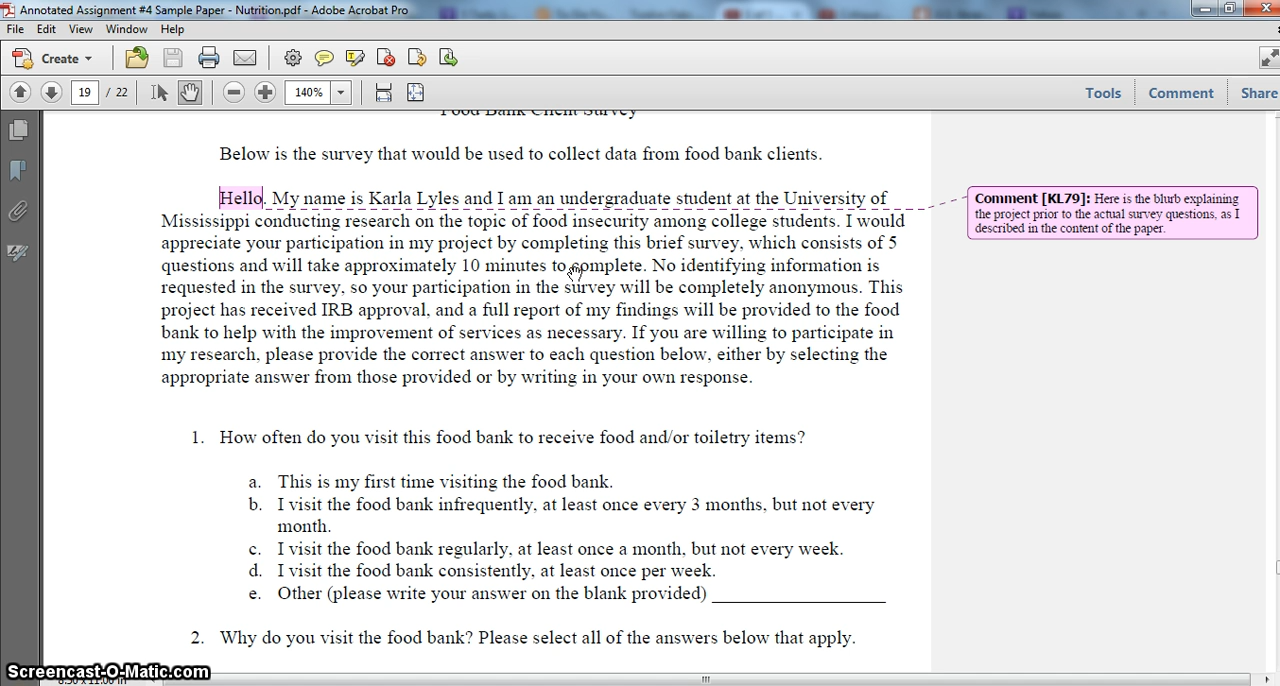 Annotated Assignment #4 Sample Paper - Nutrition.pdf - Adobe Acrobat Pro
File Edit View Window Help
Create
19 / 22 140% Tools Comment Share
Food Bank Client Survey
Below is the survey that would be used to collect data from food bank clients.
Hello. My name is Karla Lyles and I am an undergraduate student at the University of
Mississippi conducting research on the topic of food insecurity among college students. I would
appreciate your participation in my project by completing this brief survey, which consists of 5
questions and will take approximately 10 minutes to complete. No identifying information is
requested in the survey, so your participation in the survey will be completely anonymous. This
project has received IRB approval, and a full report of my findings will be provided to the food
bank to help with the improvement of services as necessary. If you are willing to participate in
my research, please provide the correct answer to each question below, either by selecting the
appropriate answer from those provided or by writing in your own response.
Comment [KL79]: Here is the blurb explaining
the project prior to the actual survey questions, as I
described in the content of the paper.
1. How often do you visit this food bank to receive food and/or toiletry items?
a. This is my first time visiting the food bank.
b. I visit the food bank infrequently, at least once every 3 months, but not every
month.
c. I visit the food bank regularly, at least once a month, but not every week.
d. I visit the food bank consistently, at least once per week.
e. Other (please write your answer on the blank provided) __________________
2. Why do you visit the food bank? Please select all of the answers below that apply.
Screencast-O-Matic.com
8.50 x 11.00 in